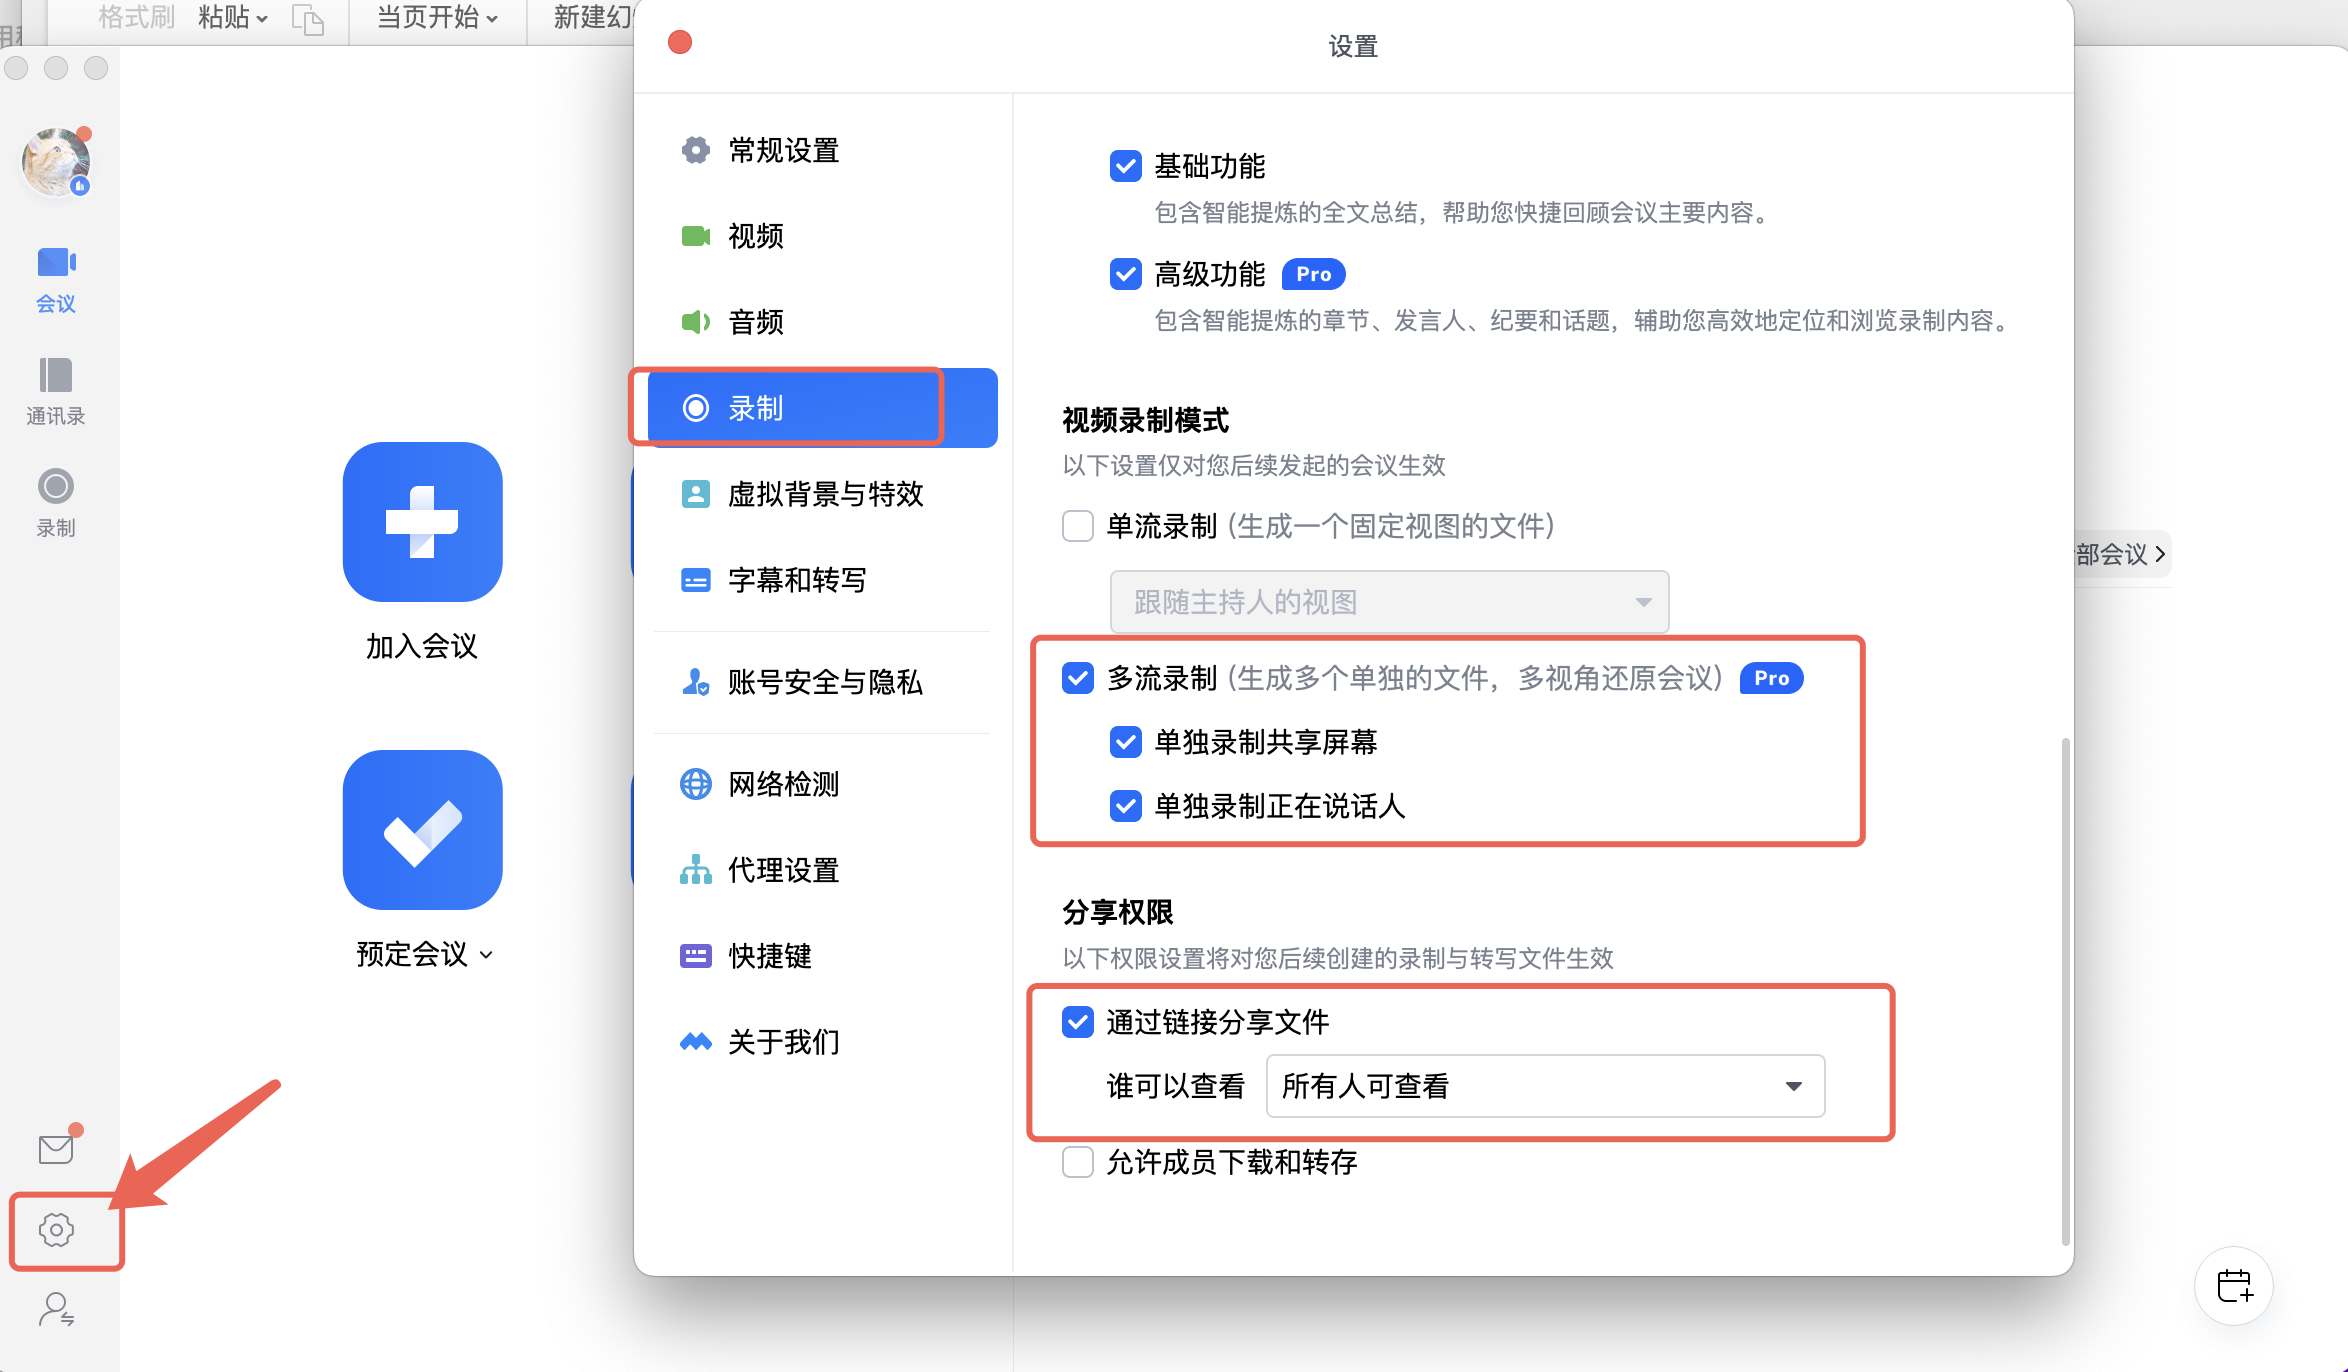 格式刷 粘贴 当页开始 新建幻
设置
会议
通讯录
录制
加入会议
预定会议
常规设置
视频
音频
录制
虚拟背景与特效
字幕和转写
账号安全与隐私
网络检测
代理设置
快捷键
关于我们
基础功能
包含智能提炼的全文总结，帮助您快捷回顾会议主要内容。
高级功能 Pro
包含智能提炼的章节、发言人、纪要和话题，辅助您高效地定位和浏览录制内容。
视频录制模式
以下设置仅对您后续发起的会议生效
单流录制 (生成一个固定视图的文件)
跟随主持人的视图
多流录制 (生成多个单独的文件，多视角还原会议) Pro
单独录制共享屏幕
单独录制正在说话人
分享权限
以下权限设置将对您后续创建的录制与转写文件生效
通过链接分享文件
谁可以查看 所有人可查看
允许成员下载和转存
部会议